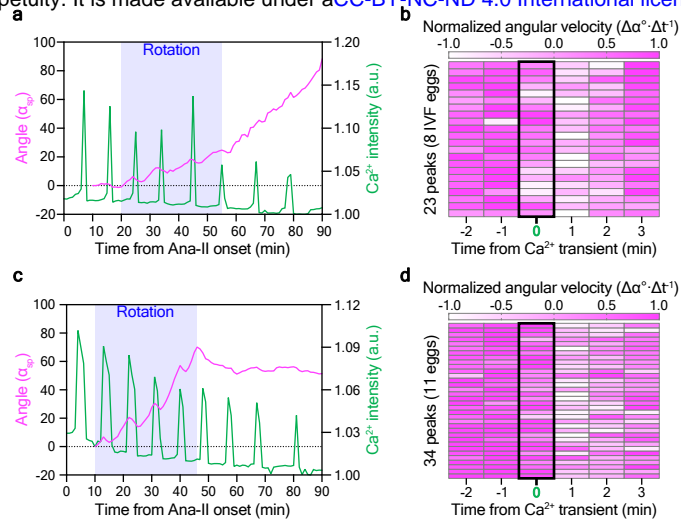 petuity. It is made available under aCC-BY-NC-ND 4.0 International licen
a
Rotation
100
80
60
40
20
0
-20
Angle (αsp)
1.20
1.15
1.10
1.05
1.00
Ca²⁺ intensity (a.u.)
0 10 20 30 40 50 60 70 80 90
Time from Ana-II onset (min)
b
Normalized angular velocity (Δα°·Δt⁻¹)
-1.0 -0.5 0.0 0.5 1.0
23 peaks (8 IVF eggs)
-2 -1 0 1 2 3
Time from Ca²⁺ transient (min)
c
Rotation
100
80
60
40
20
0
-20
Angle (αsp)
1.12
1.09
1.06
1.03
1.00
Ca²⁺ intensity (a.u.)
0 10 20 30 40 50 60 70 80 90
Time from Ana-II onset (min)
d
Normalized angular velocity (Δα°·Δt⁻¹)
-1.0 -0.5 0.0 0.5 1.0
34 peaks (11 eggs)
-2 -1 0 1 2 3
Time from Ca²⁺ transient (min)